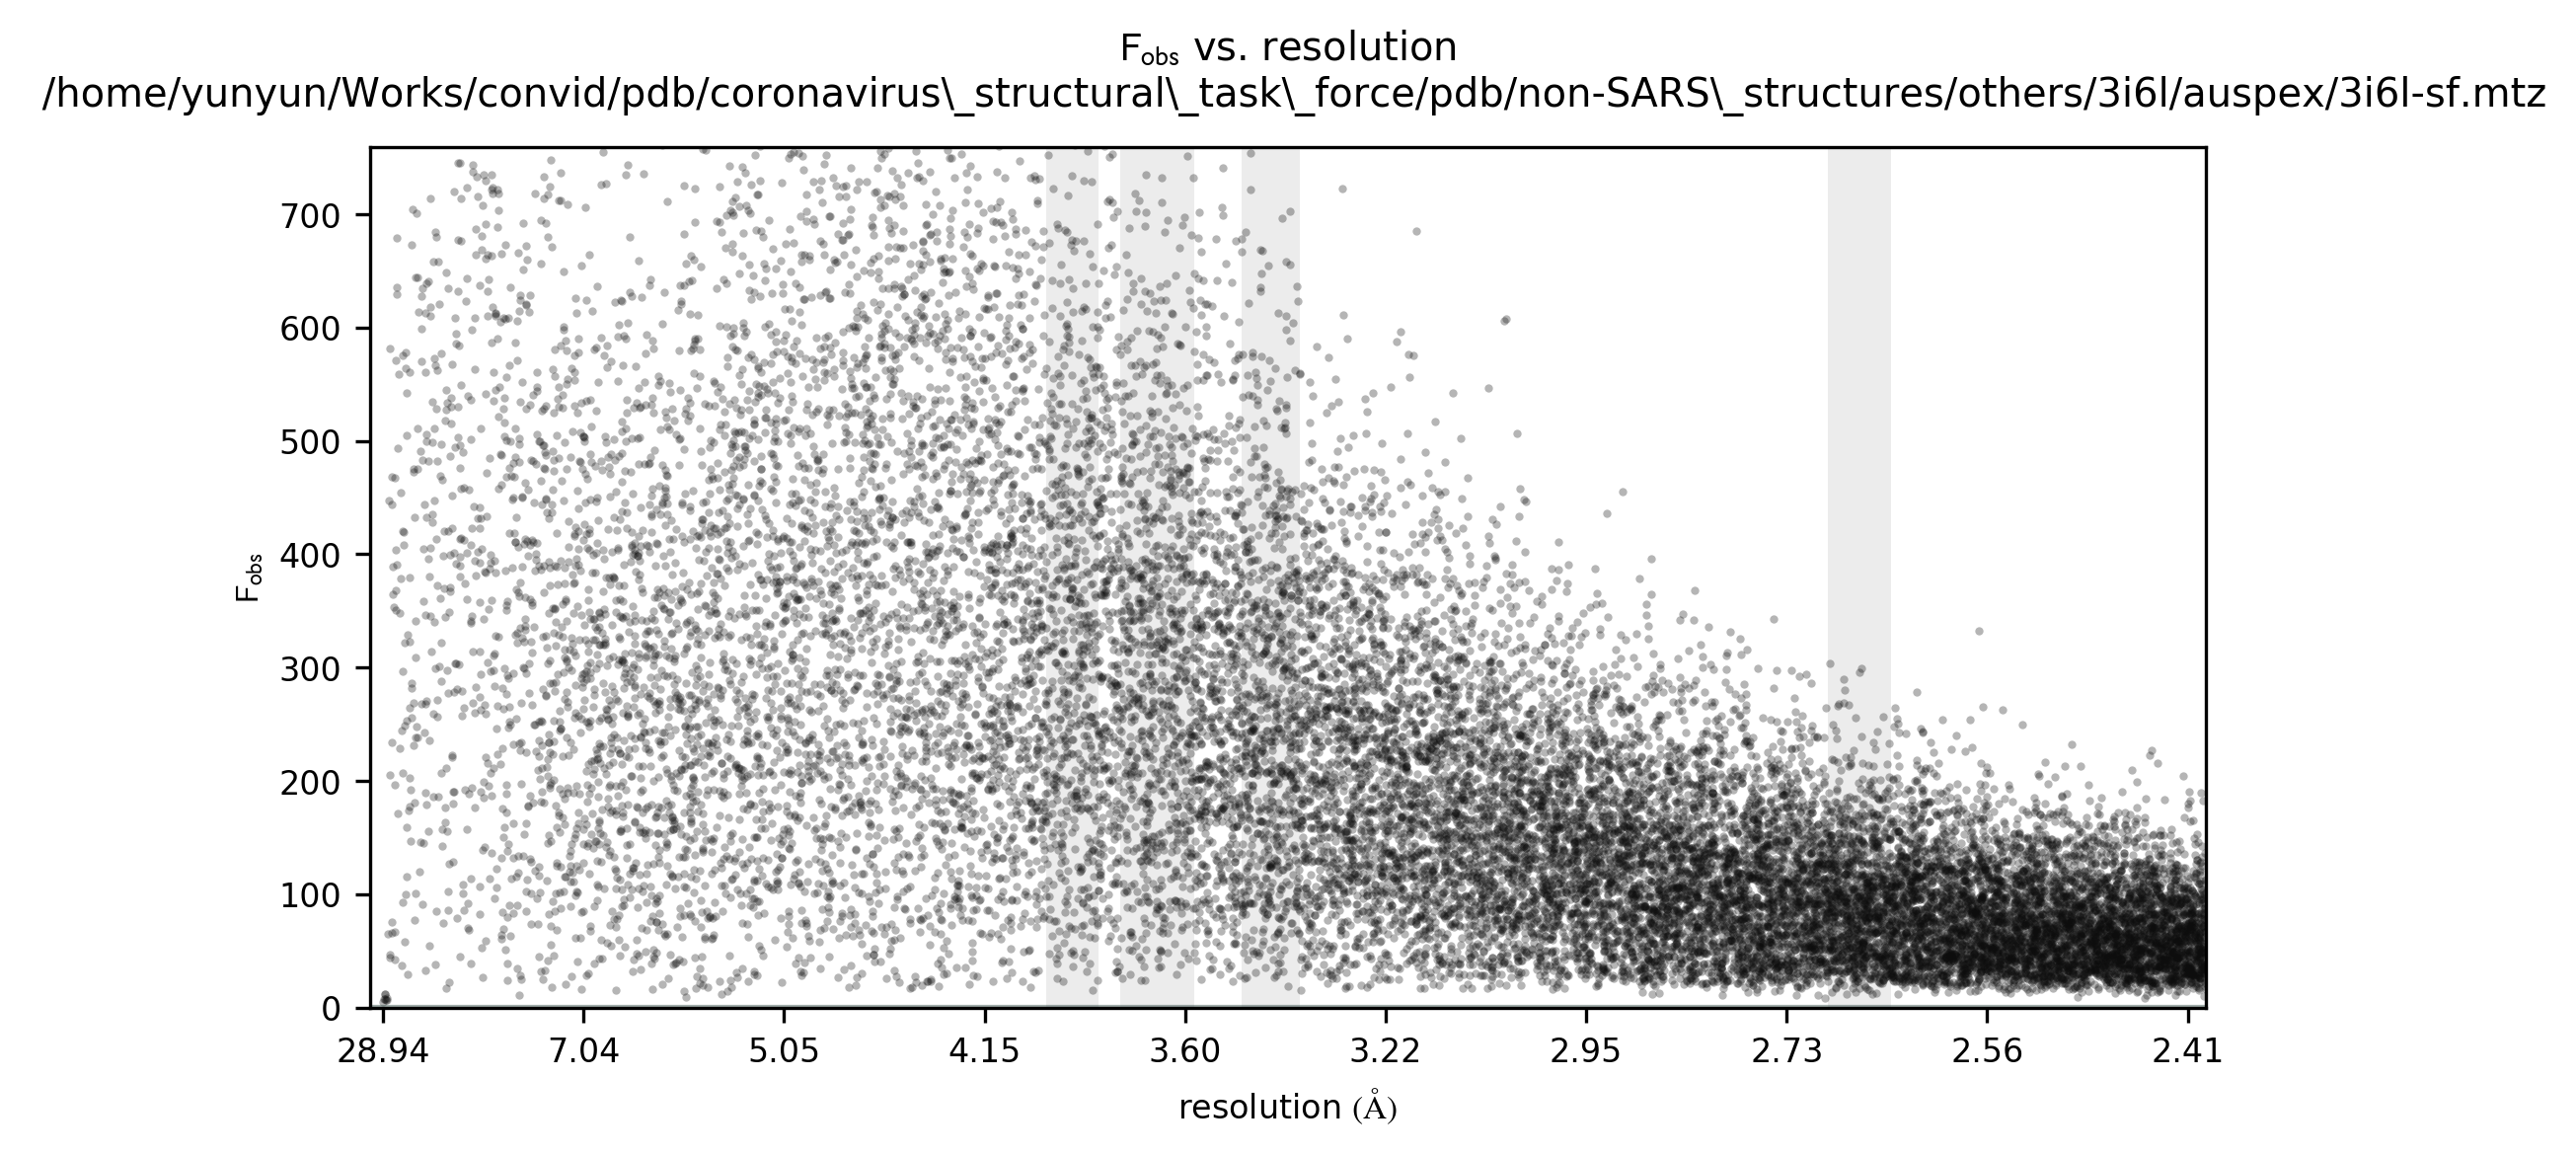 F_obs vs. resolution
/home/yunyun/Works/convid/pdb/coronavirus\_structural\_task\_force/pdb/non-SARS\_structures/others/3i6l/auspex/3i6l-sf.mtz
F_obs
700
600
500
400
300
200
100
0
28.94 7.04 5.05 4.15 3.60 3.22 2.95 2.73 2.56 2.41
resolution (Å)